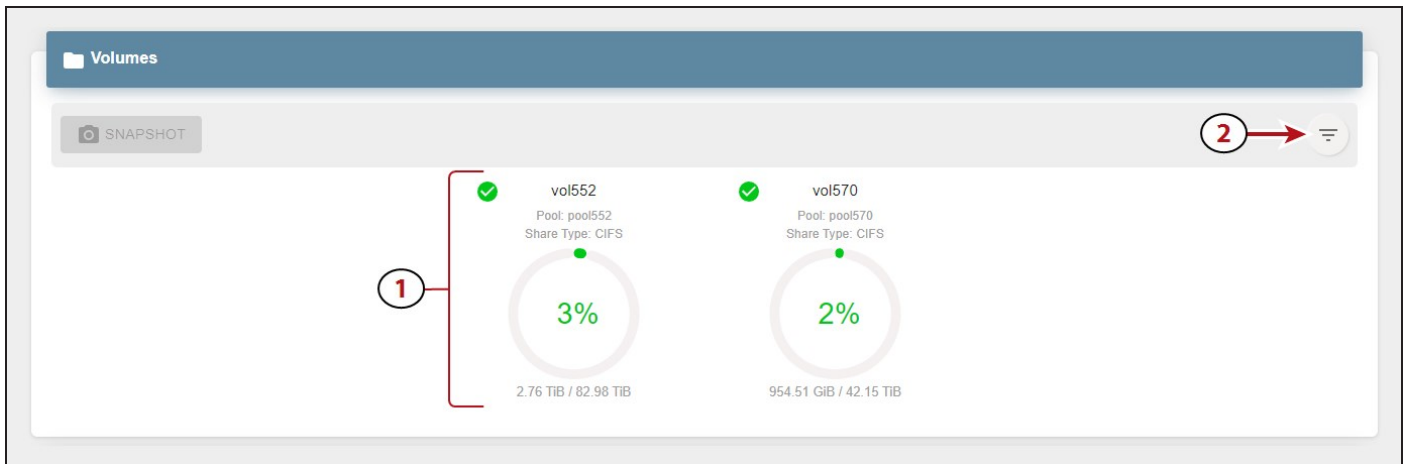 Volumes
SNAPSHOT
2
1
vol552
Pool: pool552
Share Type: CIFS
3%
2.76 TiB / 82.98 TiB
vol570
Pool: pool570
Share Type: CIFS
2%
954.51 GiB / 42.15 TiB